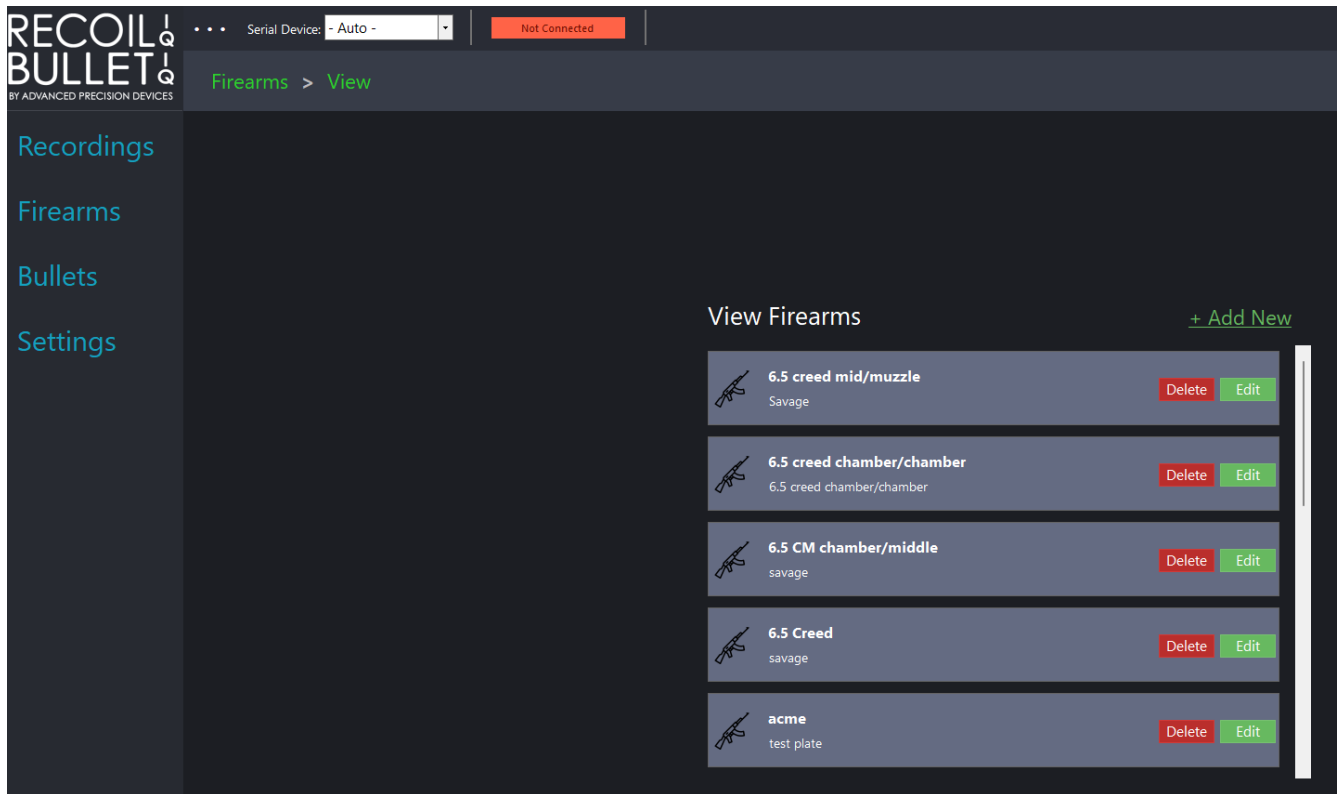 RECOIL IQ
BULLET IQ
BY ADVANCED PRECISION DEVICES
Serial Device: - Auto -
Not Connected
Firearms > View
Recordings
Firearms
Bullets
Settings
View Firearms
+ Add New
6.5 creed mid/muzzle
Savage
Delete Edit
6.5 creed chamber/chamber
6.5 creed chamber/chamber
Delete Edit
6.5 CM chamber/middle
savage
Delete Edit
6.5 Creed
savage
Delete Edit
acme
test plate
Delete Edit